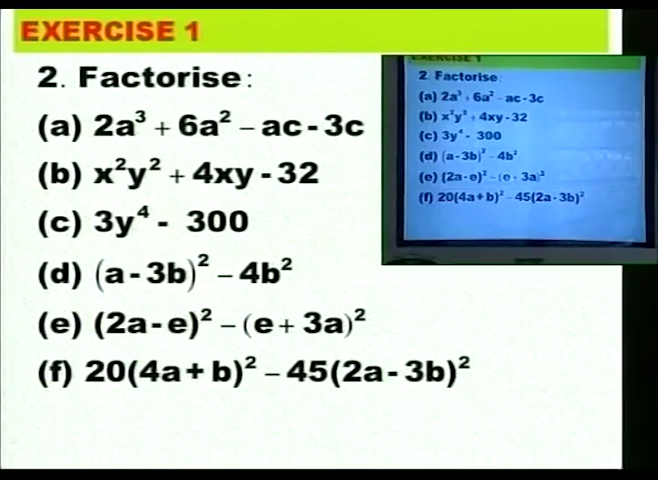 EXERCISE 1
2. Factorise:
(a) 2a³ + 6a² – ac - 3c
(b) x²y² + 4xy - 32
(c) 3y⁴ - 300
(d) (a - 3b)² – 4b²
(e) (2a - e)² – (e + 3a)²
(f) 20(4a + b)² – 45(2a - 3b)²
EXERCISE 1
2. Factorise:
(a) 2a³ + 6a² – ac - 3c
(b) x²y² + 4xy - 32
(c) 3y⁴ - 300
(d) (a - 3b)² – 4b²
(e) (2a - e)² – (e + 3a)²
(f) 20(4a + b)² – 45(2a - 3b)²